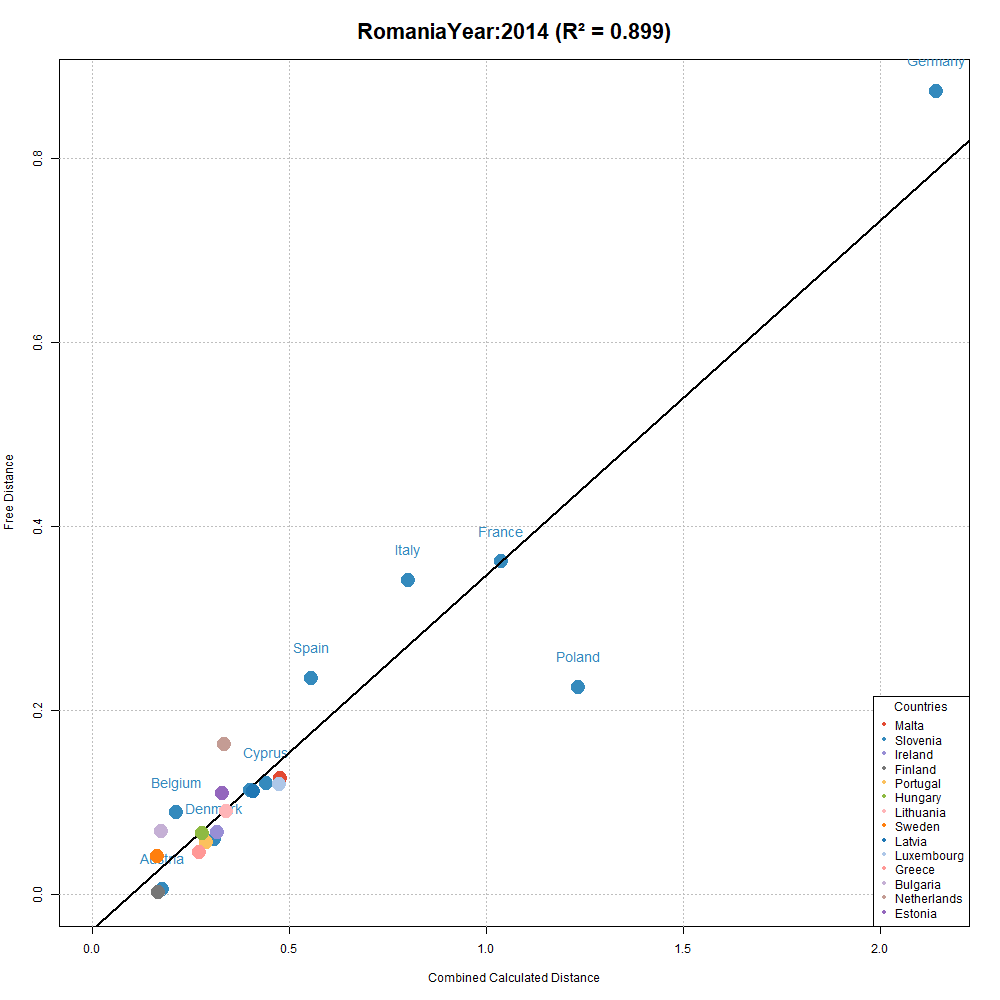 RomaniaYear:2014 (R² = 0.899)
Germany
0.8
0.6
Free Distance
0.4
France
Italy
Spain
Poland
0.2
Countries
Malta
Slovenia
Ireland
Finland
Portugal
Hungary
Lithuania
Sweden
Latvia
Luxembourg
Greece
Bulgaria
Netherlands
Estonia
Cyprus
Belgium
Denmark
Austria
0.0
0.0 0.5 1.0 1.5 2.0
Combined Calculated Distance